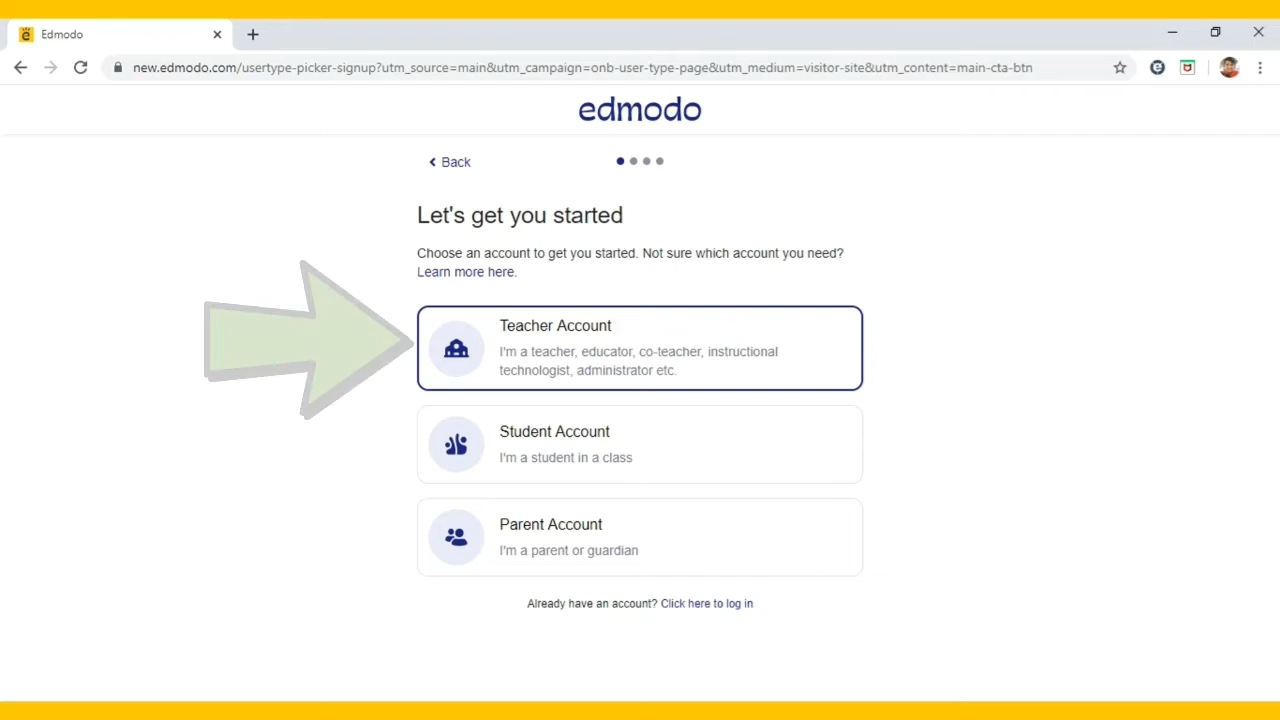 Edmodo
new.edmodo.com/usertype-picker-signup?utm_source=main&utm_campaign=onb-user-type-page&utm_medium=visitor-site&utm_content=main-cta-btn
edmodo
Back
Let's get you started
Choose an account to get you started. Not sure which account you need?
Learn more here.
Teacher Account
I'm a teacher, educator, co-teacher, instructional
technologist, administrator etc.
Student Account
I'm a student in a class
Parent Account
I'm a parent or guardian
Already have an account? Click here to log in